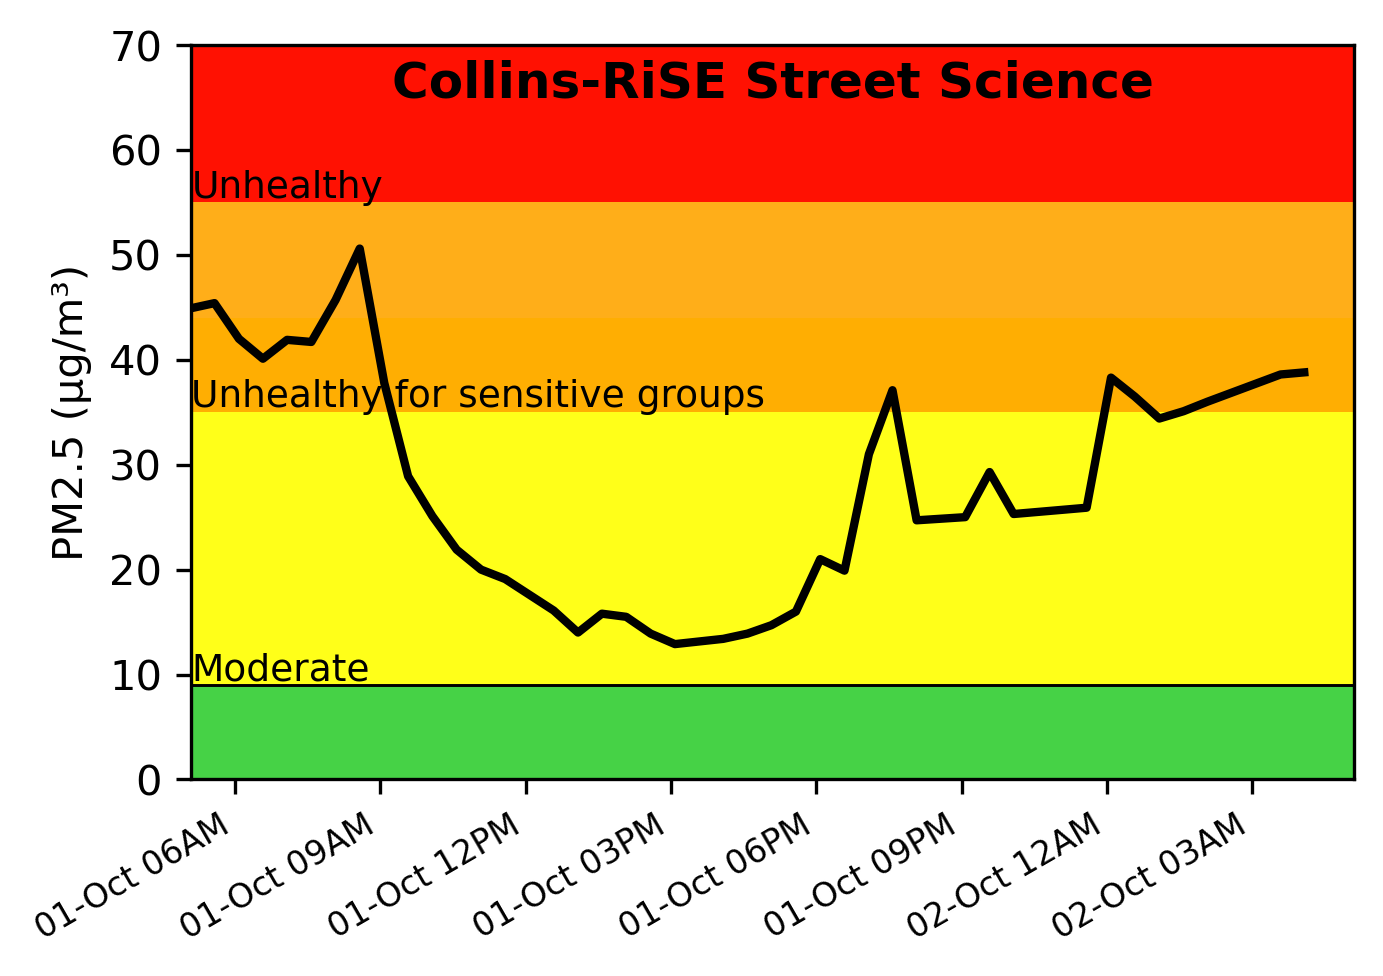 Collins-RiSE Street Science
70
60
Unhealthy
50
40
Unhealthy for sensitive groups
30
20
Moderate
10
0
PM2.5 (µg/m³)
01-Oct 06AM
01-Oct 09AM
01-Oct 12PM
01-Oct 03PM
01-Oct 06PM
01-Oct 09PM
02-Oct 12AM
02-Oct 03AM